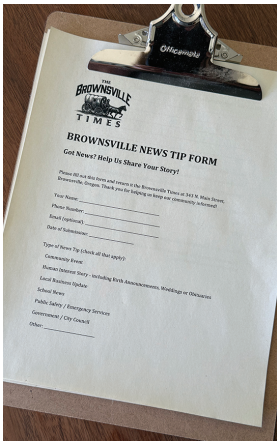 OfficeMate
THE
BROWNSVILLE
TIMES
BROWNSVILLE NEWS TIP FORM
Got News? Help Us Share Your Story!
Please fill out this form and return it the Brownsville Times at 343 N. Main Street,
Brownsville, Oregon. Thank you for helping us keep our community informed!
Your Name
Phone Number:
Email (optional)
Date of Submission:
Type of News Tip (check all that apply):
Community Event
Human Interest Story - including Birth Announcements, Weddings or Obituaries
Local Business Update
School News
Public Safety / Emergency Services
Government / City Council
Other: